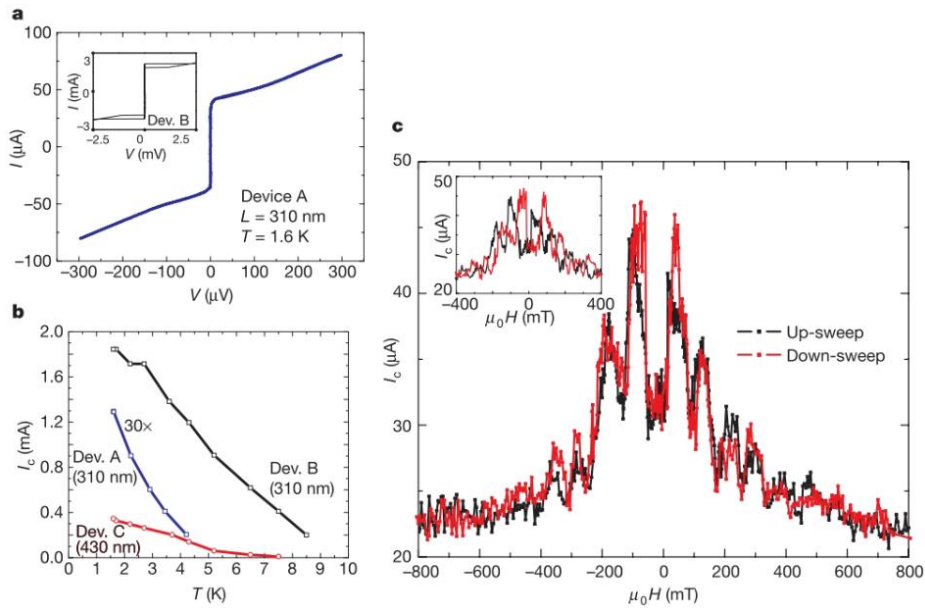 a
100
50
0
−50
−100
I (μA)
−300
−200
−100
0
100
200
300
V (μV)
3
0
−3
I (mA)
−2.5
0
2.5
V (mV)
Dev. B
Device A
L = 310 nm
T = 1.6 K
b
2.0
1.6
1.2
0.8
0.4
0.0
I_c (mA)
0 1 2 3 4 5 6 7 8 9 10
T (K)
30×
Dev. A
(310 nm)
Dev. B
(310 nm)
Dev. C
(430 nm)
c
50
40
30
20
I_c (μA)
−800 −600 −400 −200 0 200 400 600 800
μ₀H (mT)
50
20
I_c (μA)
−400
0
400
μ₀H (mT)
Up-sweep
Down-sweep